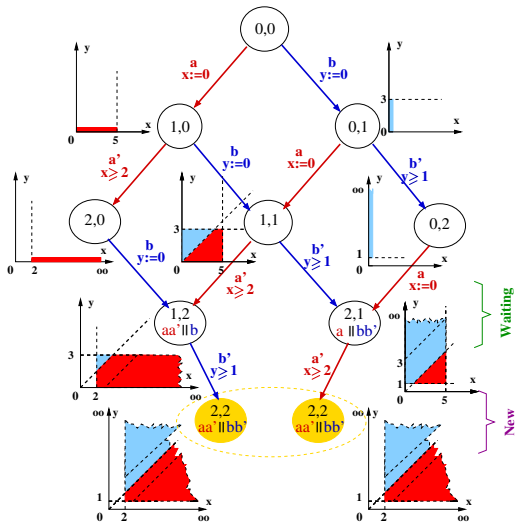 0,0
a
x:=0
b
y:=0
y
x
0
5
1,0
0,1
y
3
0
x
a'
x⩾2
b
y:=0
a
x:=0
b'
y⩾1
y
x
0
2
oo
2,0
y
3
x
0
5
1,1
y
oo
1
0
x
0,2
b
y:=0
a'
x⩾2
b'
y⩾1
a
x:=0
y
3
x
0
2
oo
1,2
aa'||b
2,1
a ||bb'
y
oo
3
1
x
0
5
Waiting
b'
y⩾1
a'
x⩾2
New
y
oo
1
x
0
2
oo
2,2
aa'||bb'
2,2
aa'||bb'
y
oo
1
x
0
2
oo